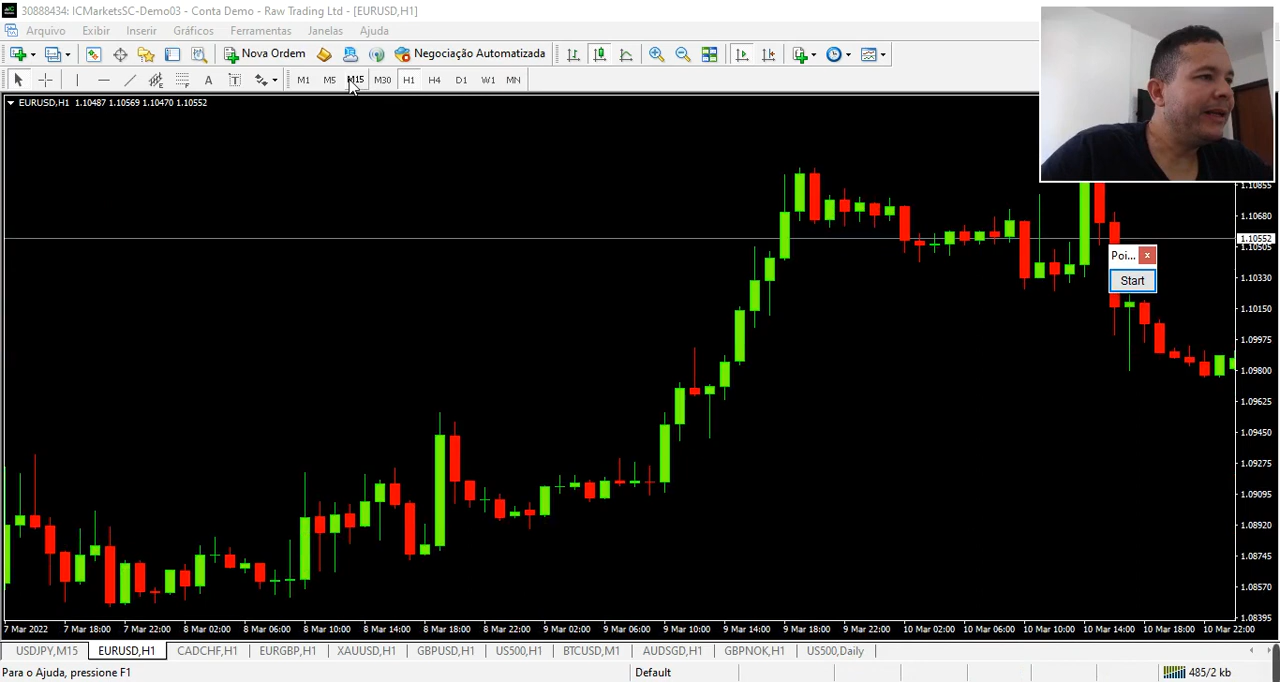 30888434: ICMarketsSC-Demo03 - Conta Demo - Raw Trading Ltd - [EURUSD,H1]
Arquivo Exibir Inserir Gráficos Ferramentas Janelas Ajuda
Nova Ordem Negociação Automatizada
A T M1 M5 M15 M30 H1 H4 D1 W1 MN
EURUSD,H1 1.10487 1.10569 1.10470 1.10552
1.10855
1.10680
1.10552
1.10505
Poi... x
Start
1.10330
1.10150
1.09975
1.09800
1.09625
1.09450
1.09275
1.09095
1.08920
1.08745
1.08570
1.08395
7 Mar 2022 7 Mar 18:00 7 Mar 22:00 8 Mar 02:00 8 Mar 06:00 8 Mar 10:00 8 Mar 14:00 8 Mar 18:00 8 Mar 22:00 9 Mar 02:00 9 Mar 06:00 9 Mar 10:00 9 Mar 14:00 9 Mar 18:00 9 Mar 22:00 10 Mar 02:00 10 Mar 06:00 10 Mar 10:00 10 Mar 14:00 10 Mar 18:00 10 Mar 22:00
USDJPY,M15 EURUSD,H1 CADCHF,H1 EURGBP,H1 XAUUSD,H1 GBPUSD,H1 US500,H1 BTCUSD,M1 AUDSGD,H1 GBPNOK,H1 US500,Daily
Para o Ajuda, pressione F1 Default 485/2 kb